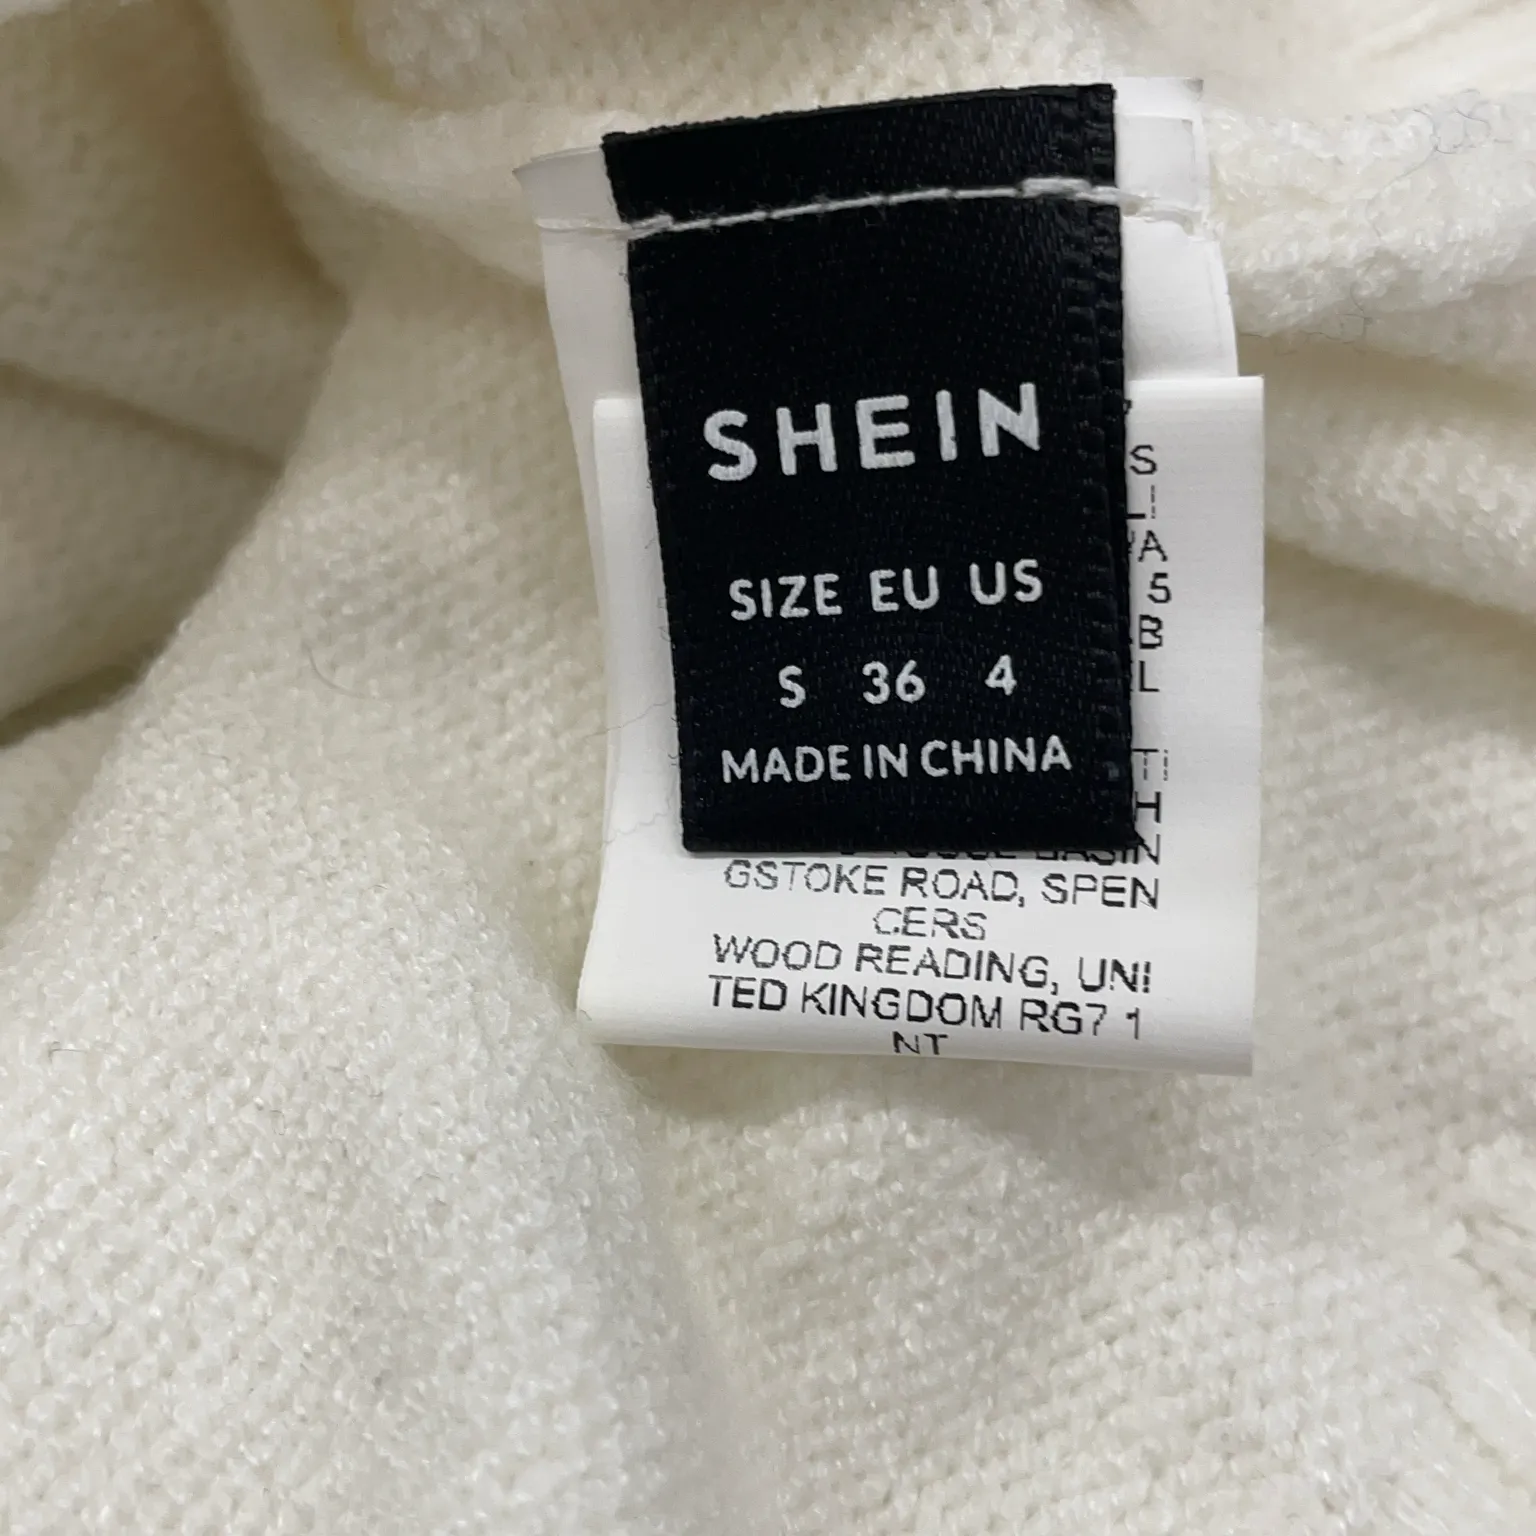 SHEIN
SIZE EU US
S 36 4
MADE IN CHINA
GSTOKE ROAD, SPEN
CERS
WOOD READING, UNI
TED KINGDOM RG7 1
NT